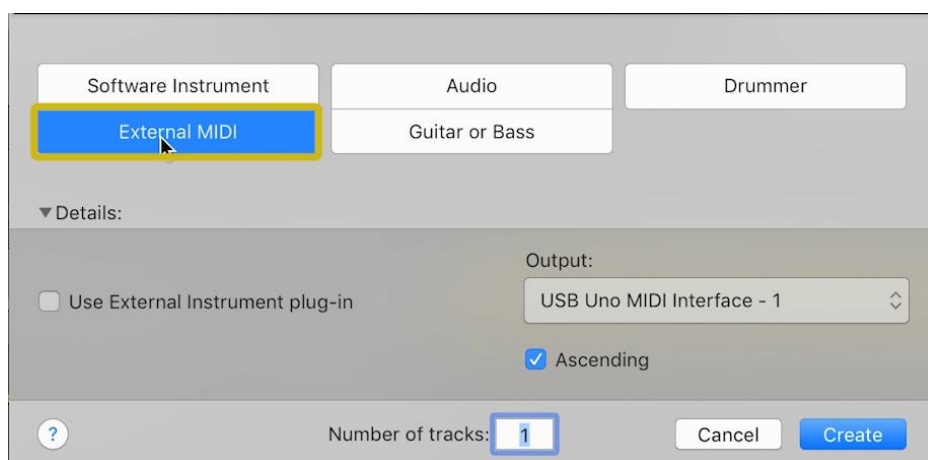 Software Instrument
Audio
Drummer
External MIDI
Guitar or Bass
Details:
Output:
Use External Instrument plug-in
USB Uno MIDI Interface - 1
Ascending
?
Number of tracks: 1
Cancel
Create